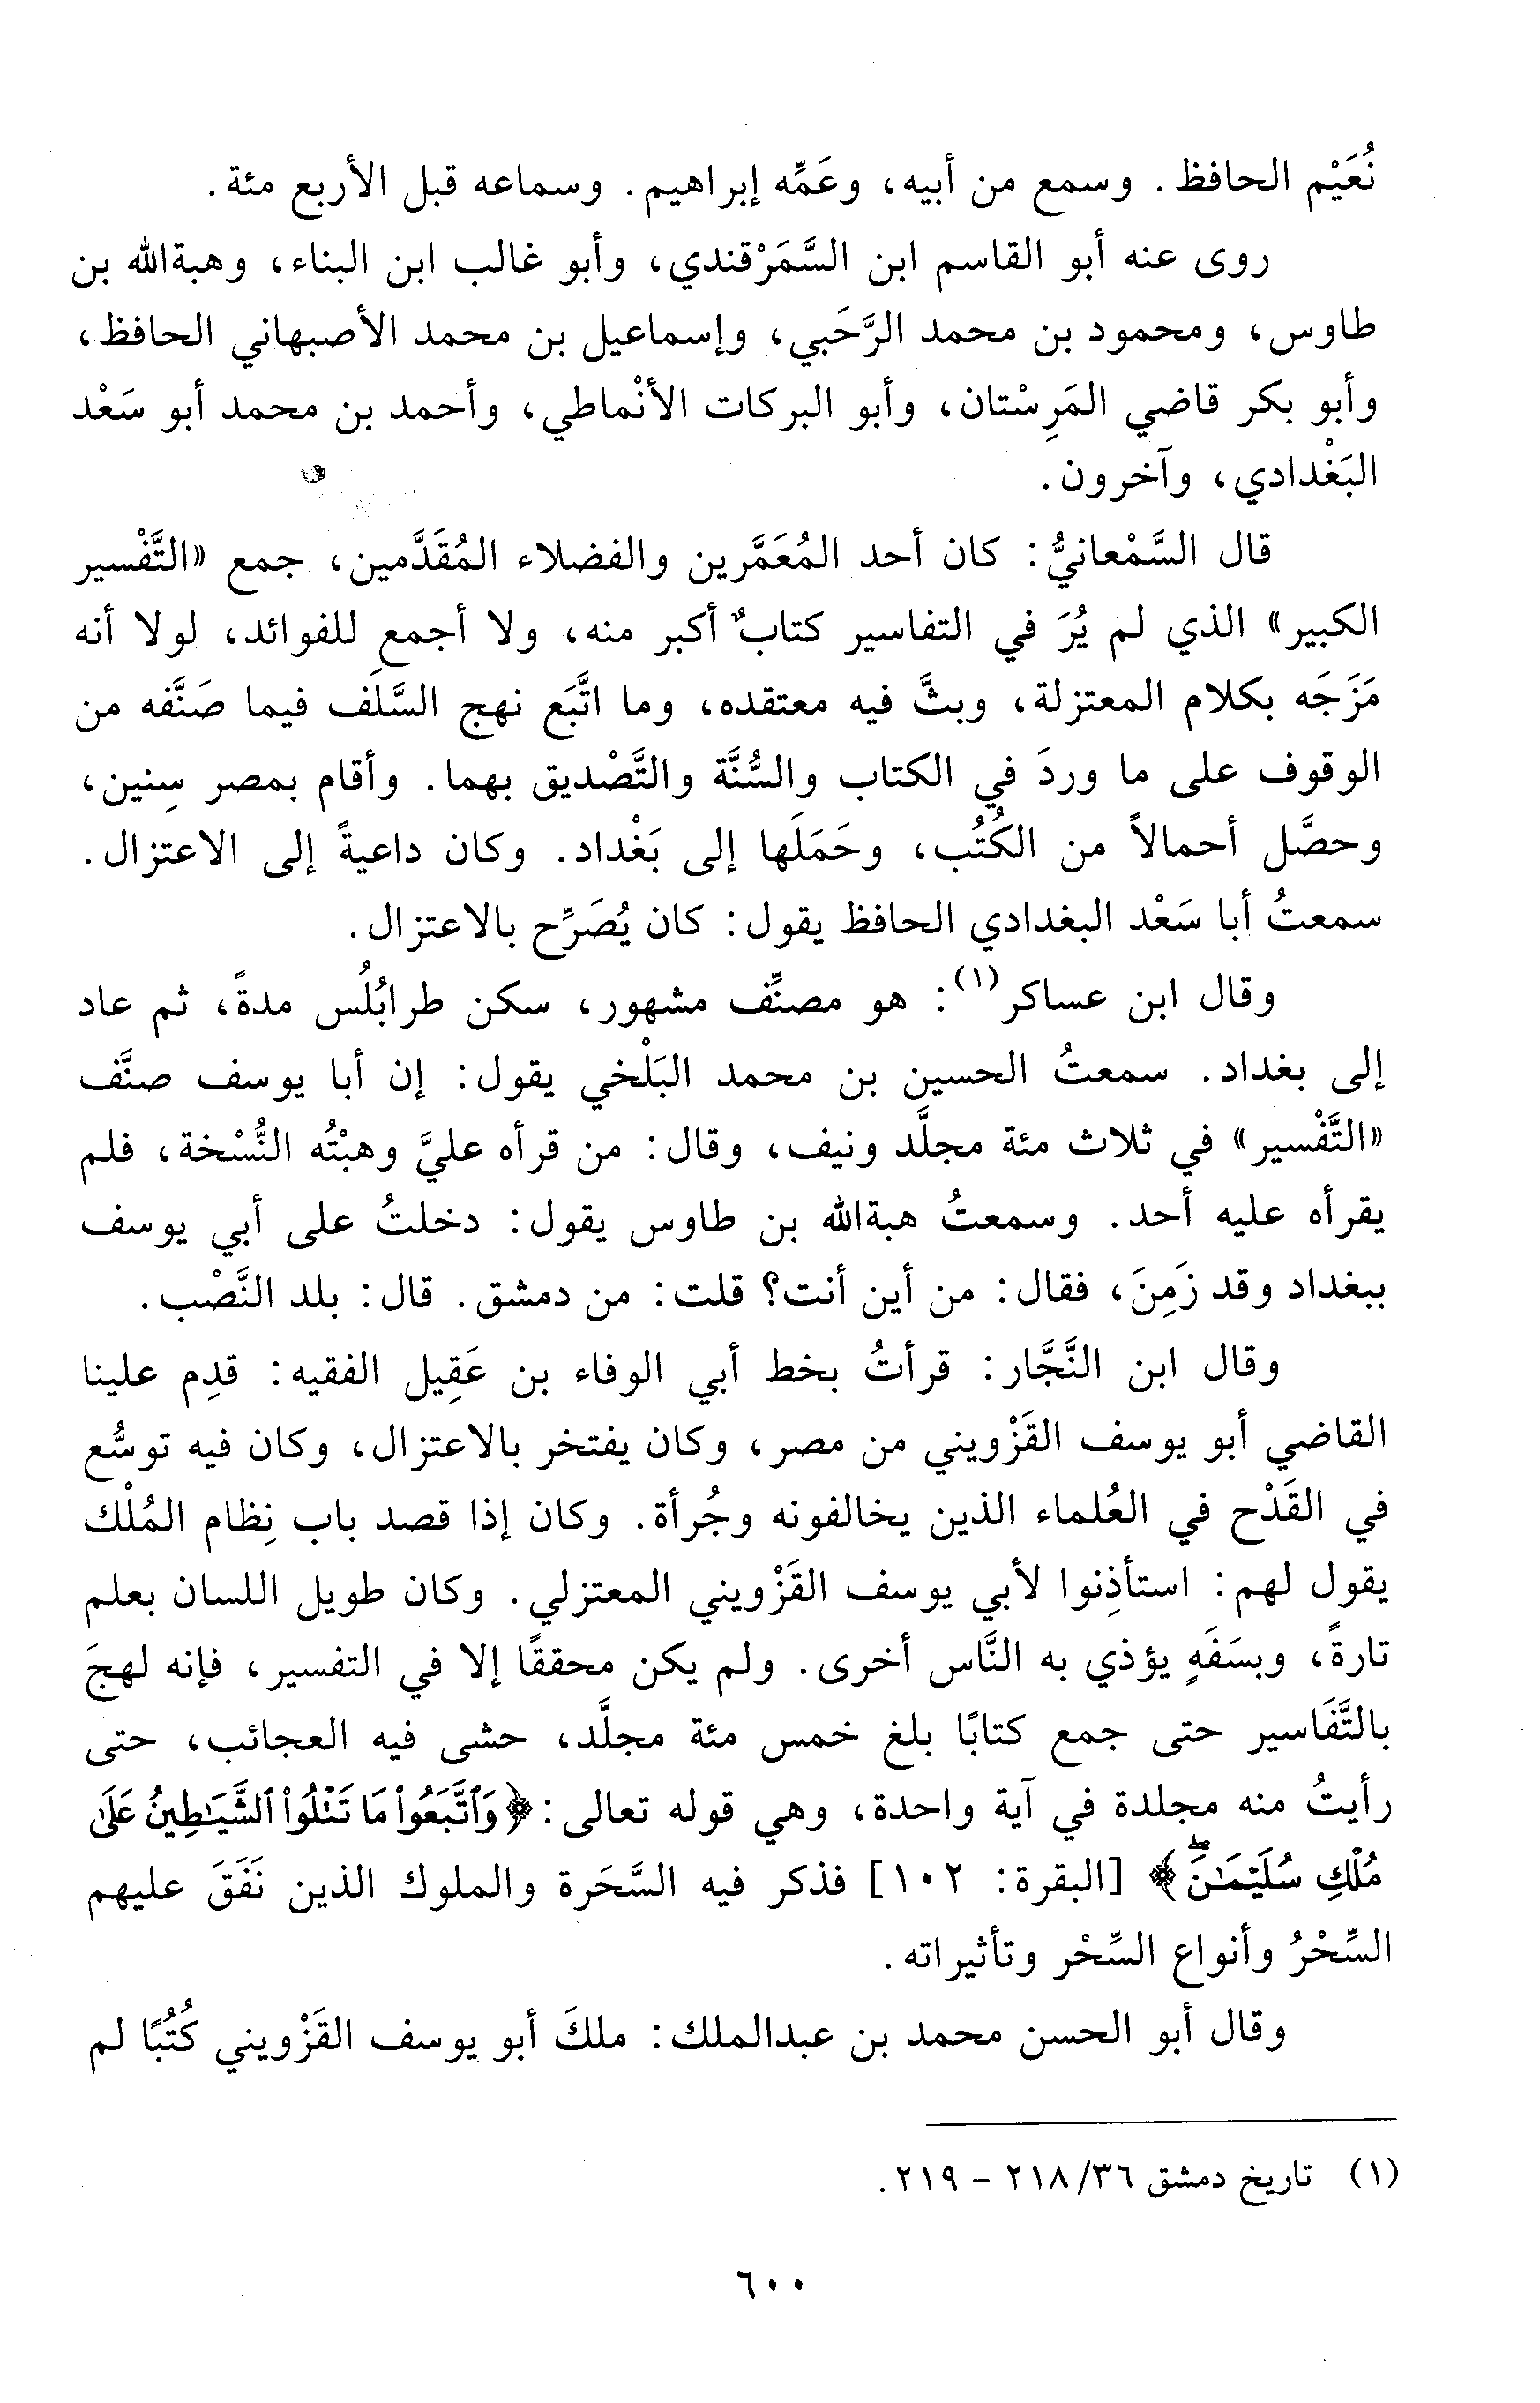 نُعَيْم الحافظ. وسمع من أبيه، وعَمِّه إبراهيم. وسماعه قبل الأربع مئة.
روى عنه أبو القاسم ابن السَّمَرْقندي، وأبو غالب ابن البناء، وهبةالله بن
طاوس، ومحمود بن محمد الرَّحَبي، وإسماعيل بن محمد الأصبهاني الحافظ،
وأبو بكر قاضي المَرِسْتان، وأبو البركات الأنْماطي، وأحمد بن محمد أبو سَعْد
البَغْدادي، وآخرون.
قال السَّمْعانيُّ: كان أحد المُعَمَّرين والفضلاء المُقَدَّمين، جمع «التَّفْسير
الكبير» الذي لم يُرَ في التفاسير كتابٌ أكبر منه، ولا أجمع للفوائد، لولا أنه
مَزَجَه بكلام المعتزلة، وبثَّ فيه معتقده، وما اتَّبَع نهج السَّلَف فيما صَنَّفه من
الوقوف على ما وردَ في الكتاب والسُّنَّة والتَّصْديق بهما. وأقام بمصر سِنين،
وحصَّل أحمالاً من الكُتُب، وحَمَلَها إلى بَغْداد. وكان داعيةً إلى الاعتزال.
سمعتُ أبا سَعْد البغدادي الحافظ يقول: كان يُصَرِّح بالاعتزال.
وقال ابن عساكر(١): هو مصنِّف مشهور، سكن طرابُلُس مدةً، ثم عاد
إلى بغداد. سمعتُ الحسين بن محمد البَلْخي يقول: إن أبا يوسف صنَّف
«التَّفْسير» في ثلاث مئة مجلَّد ونيف، وقال: من قرأه عليَّ وهبْتُه النُّسْخة، فلم
يقرأه عليه أحد. وسمعتُ هبةالله بن طاوس يقول: دخلتُ على أبي يوسف
ببغداد وقد زَمِنَ، فقال: من أين أنت؟ قلت: من دمشق. قال: بلد النَّصْب.
وقال ابن النَّجَّار: قرأتُ بخط أبي الوفاء بن عَقِيل الفقيه: قدِم علينا
القاضي أبو يوسف القَزْويني من مصر، وكان يفتخر بالاعتزال، وكان فيه توسُّع
في القَدْح في العُلماء الذين يخالفونه وجُرأة. وكان إذا قصد باب نِظام المُلْك
يقول لهم: استأذِنوا لأبي يوسف القَزْويني المعتزلي. وكان طويل اللسان بعلم
تارةً، وبسَفَهٍ يؤذي به النَّاس أخرى. ولم يكن محققًا إلا في التفسير، فإنه لهجَ
بالتَّفَاسير حتى جمع كتابًا بلغ خمس مئة مجلَّد، حشى فيه العجائب، حتى
رأيتُ منه مجلدة في آية واحدة، وهي قوله تعالى: ﴿وَٱتَّبَعُوا۟ مَا تَتْلُوا۟ ٱلشَّيَـٰطِينُ عَلَىٰ
مُلْكِ سُلَيْمَـٰنَۖ﴾ [البقرة: ١٠٢] فذكر فيه السَّحَرة والملوك الذين نَفَقَ عليهم
السِّحْرُ وأنواع السِّحْر وتأثيراته.
وقال أبو الحسن محمد بن عبدالملك: ملكَ أبو يوسف القَزْويني كُتُبًا لم
(١) تاريخ دمشق ٣٦/ ٢١٨ - ٢١٩.
٦٠٠